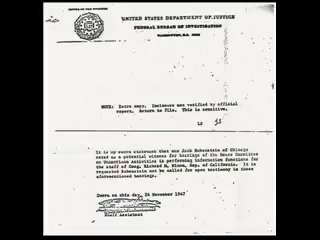 UNITED STATES DEPARTMENT OF JUSTICE
FEDERAL BUREAU OF INVESTIGATION
WASHINGTON, D.C.
NOTE: Extra copy. Enclosure not verified by official
report. Return to file. This is sensitive.
LS
It is my sworn statement that one Jack Rubenstein of Chicago
noted as a potential witness for hearings of the House Committee
on Unamerican Activities is performing information functions for
the staff of Cong. Richard M. Nixon, Rep. of California. It is
requested Rubenstein not be called for open testimony in these
aforementioned hearings.
Sworn on this day, 24 November 1947
Staff Assistant